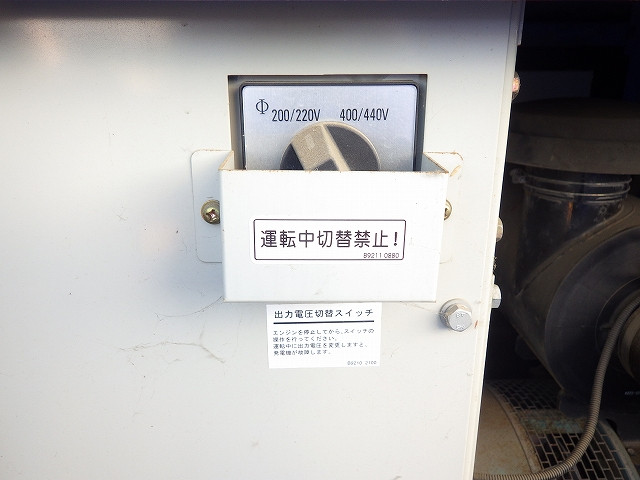 200/220V 400/440V
運転中切替禁止!
B9211 0880
出力電圧切替スイッチ
エンジンを停止してから、スイッチの
操作を行ってください。
運転中に出力電圧を変更しますと、
発電機が故障します。
B9210 2100